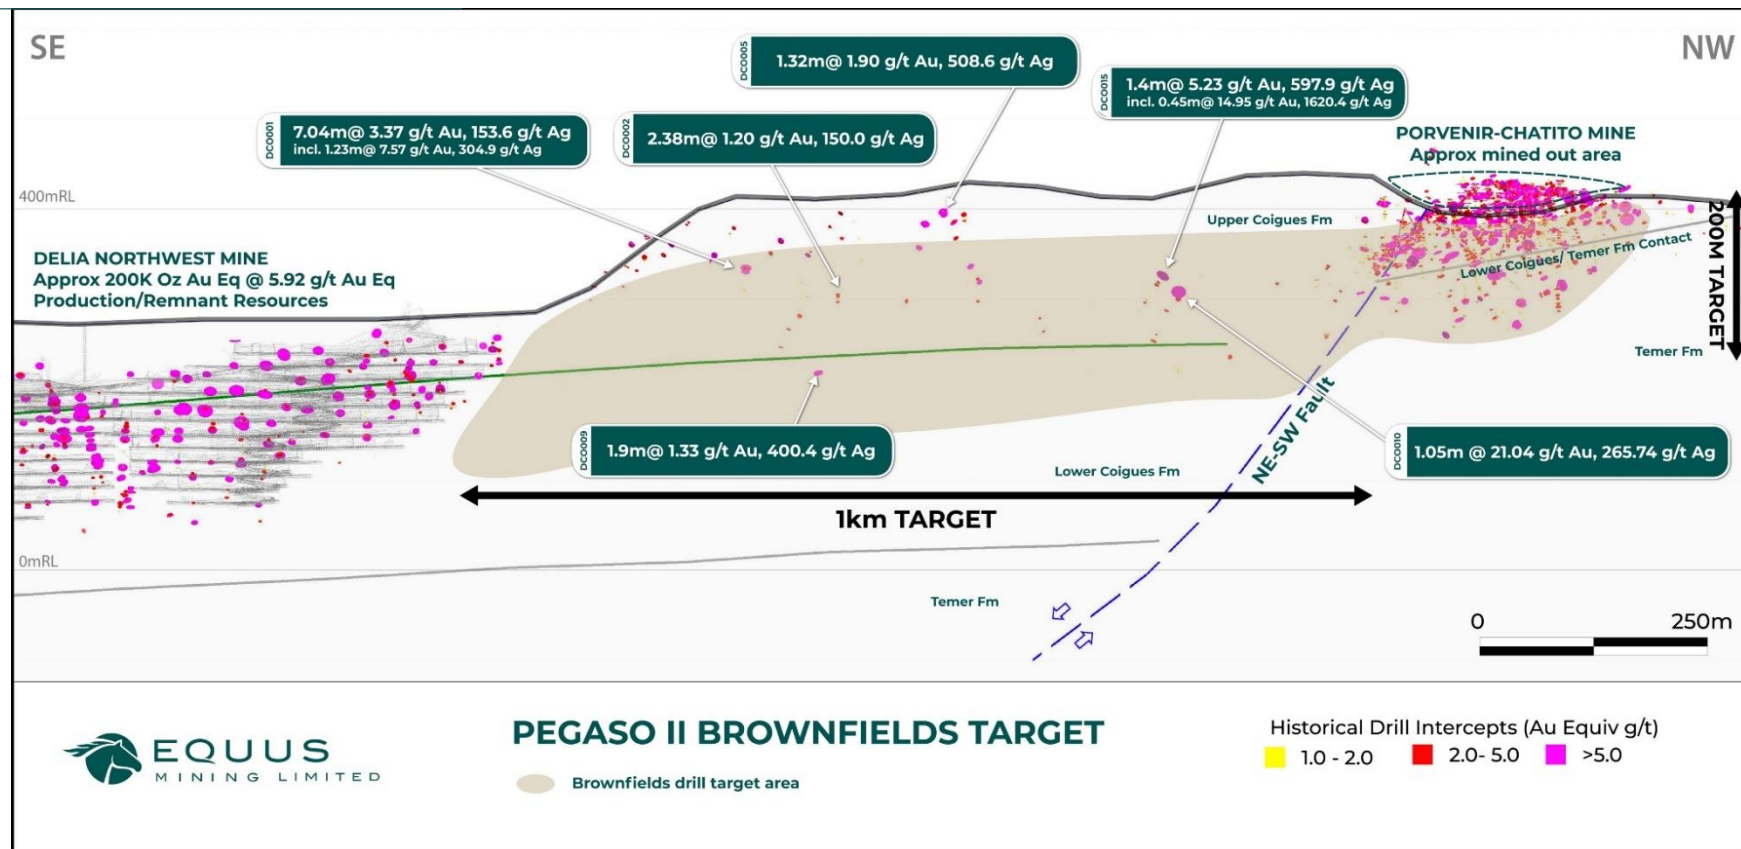 SE
NW
DCO0005
1.32m@ 1.90 g/t Au, 508.6 g/t Ag
DCO0015
1.4m@ 5.23 g/t Au, 597.9 g/t Ag
incl. 0.45m@ 14.95 g/t Au, 1620.4 g/t Ag
DCO0001
7.04m@ 3.37 g/t Au, 153.6 g/t Ag
incl. 1.23m@ 7.57 g/t Au, 304.9 g/t Ag
DCO0002
2.38m@ 1.20 g/t Au, 150.0 g/t Ag
PORVENIR-CHATITO MINE
Approx mined out area
400mRL
Upper Coigues Fm
200M TARGET
Lower Coigues/ Temer Fm Contact
DELIA NORTHWEST MINE
Approx 200K Oz Au Eq @ 5.92 g/t Au Eq
Production/Remnant Resources
Temer Fm
NE-SW Fault
DCO0009
1.9m@ 1.33 g/t Au, 400.4 g/t Ag
DCO0010
1.05m @ 21.04 g/t Au, 265.74 g/t Ag
Lower Coigues Fm
1km TARGET
0mRL
Temer Fm
0 250m
EQUUS
MINING LIMITED
PEGASO II BROWNFIELDS TARGET
Brownfields drill target area
Historical Drill Intercepts (Au Equiv g/t)
1.0 - 2.0 2.0- 5.0 >5.0